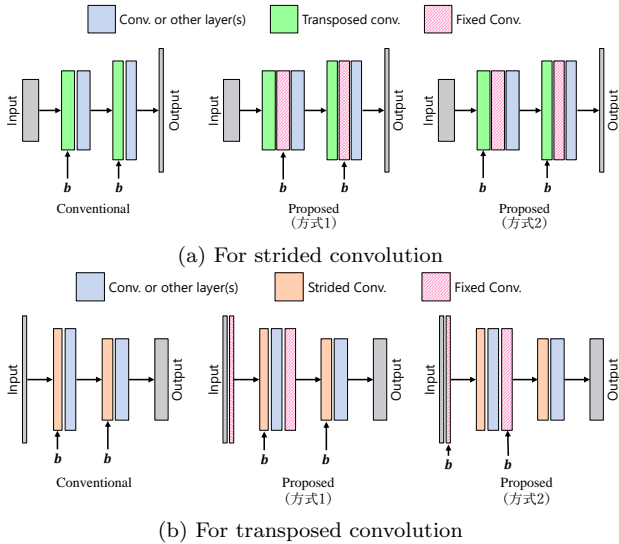 Conv. or other layer(s) Transposed conv. Fixed Conv.
Input Output Input Output Input Output
b b b b b b
Conventional Proposed Proposed
(方式1) (方式2)
(a) For strided convolution
Conv. or other layer(s) Strided Conv. Fixed Conv.
Input Output Input Output Input Output
b b b b b b
Conventional Proposed Proposed
(方式1) (方式2)
(b) For transposed convolution